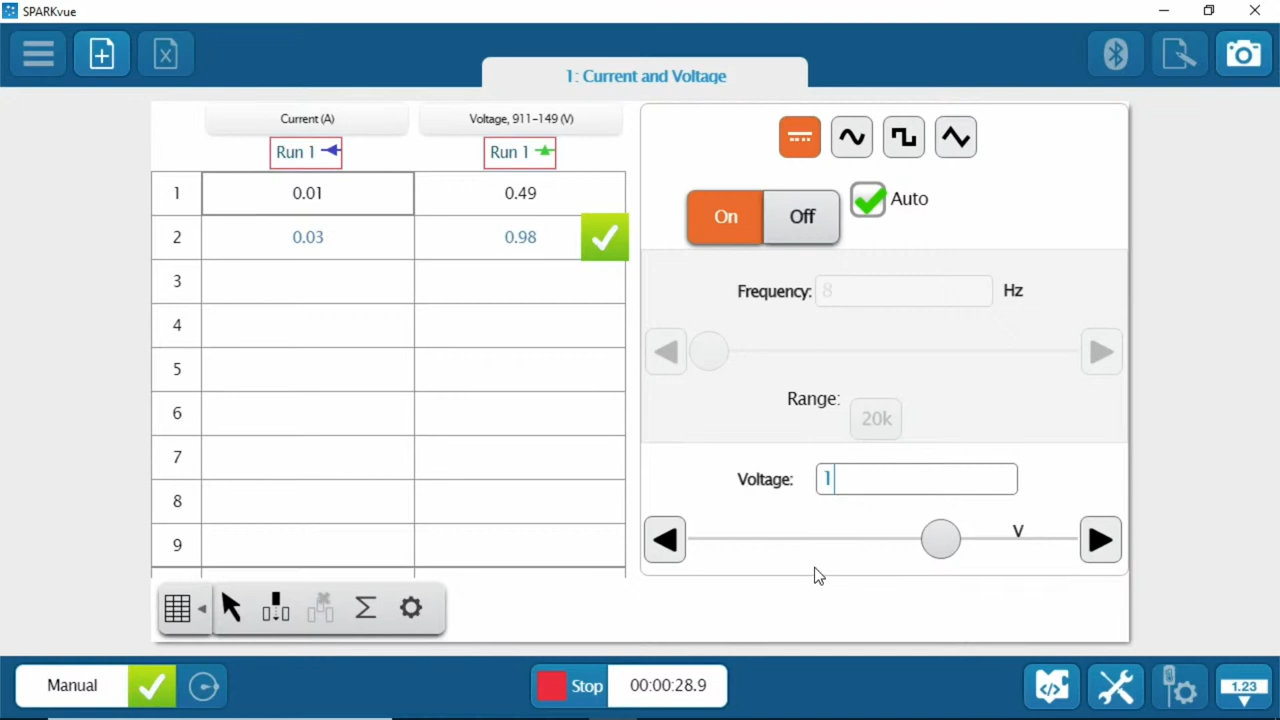 SPARKvue
1: Current and Voltage
Current (A)
Voltage, 911-149 (V)
Run 1
Run 1
1
0.01
0.49
2
0.03
0.98
3
4
5
6
7
8
9
On
Off
Auto
Frequency:
8
Hz
Range:
20k
Voltage:
1
V
Manual
Stop
00:00:28.9
1.23